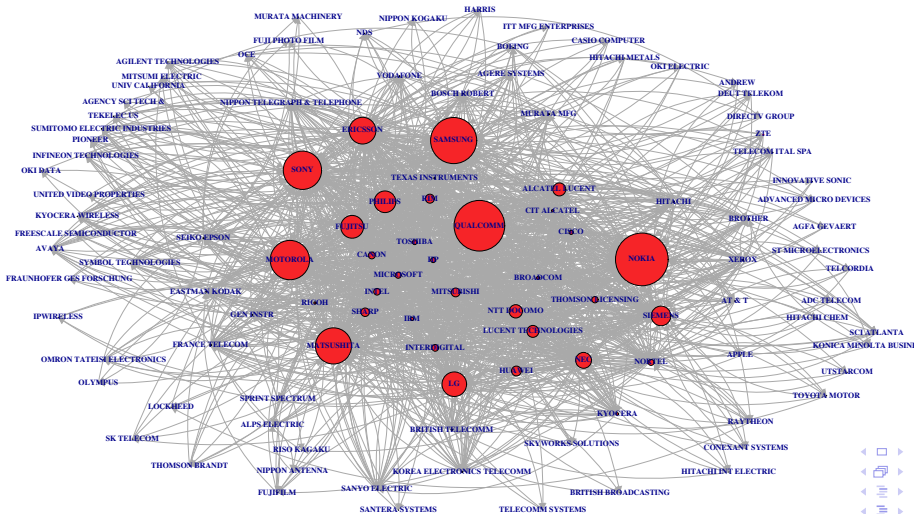 HARRIS
MURATA MACHINERY
NIPPON KOGAKU
ITT MFG ENTERPRISES
NDS
FUJI PHOTO FILM
CASIO COMPUTER
BOEING
OCE
HITACHI METALS
AGILENT TECHNOLOGIES
OKI ELECTRIC
AGERE SYSTEMS
MITSUMI ELECTRIC
VODAFONE
UNIV CALIFORNIA
ANDREW
BOSCH ROBERT
AGENCY SCI TECH &
NIPPON TELEGRAPH & TELEPHONE
MURATA MFG
TEKELEC US
DIRECTV GROUP
SUMITOMO ELECTRIC INDUSTRIES
ERICSSON
ZTE
PIONEER
SAMSUNG
TELECOM ITAL SPA
INFINEON TECHNOLOGIES
OKI DATA
SONY
TEXAS INSTRUMENTS
INNOVATIVE SONIC
ALCATEL LUCENT
UNITED VIDEO PROPERTIES
ADVANCED MICRO DEVICES
PHILIPS
HITACHI
CIT ALCATEL
KYOCERA-WIRELESS
BROTHER
FUJITSU
QUALCOMM
AGFA GEVAERT
FREESCALE SEMICONDUCTOR
CISCO
SEIKO EPSON
TOSHIBA
AVAYA
ST MICROELECTRONICS
CANON
SYMBOL TECHNOLOGIES
MOTOROLA
HP
NOKIA
XEROX
TELCORDIA
MICROSOFT
FRAUNHOFER GES FORSCHUNG
BROADCOM
EASTMAN KODAK
INTEL
MITSUBISHI
RICOH
THOMSON LICENSING
AT & T
ADC TELECOM
IPWIRELESS
GEN INSTR
SHARP
NTT DOCOMO
SIEMENS
HITACHI CHEM
IBM
LUCENT TECHNOLOGIES
SCI ATLANTA
FRANCE TELECOM
MATSUSHITA
INTERDIGITAL
KONICA MINOLTA BUSINE
OMRON TATEISI ELECTRONICS
NEC
NORTEL
APPLE
HUAWEI
UTSTARCOM
OLYMPUS
LG
SPRINT SPECTRUM
TOYOTA MOTOR
LOCKHEED
KYOCERA
RAYTHEON
ALPS ELECTRIC
BRITISH TELECOMM
SK TELECOM
SKYWORKS SOLUTIONS
CONEXANT SYSTEMS
RISO KAGAKU
THOMSON BRANDT
NIPPON ANTENNA
KOREA ELECTRONICS TELECOMM
HITACHI INT ELECTRIC
FUJIFILM
SANYO ELECTRIC
BRITISH BROADCASTING
SANTERA SYSTEMS
TELECOMM SYSTEMS